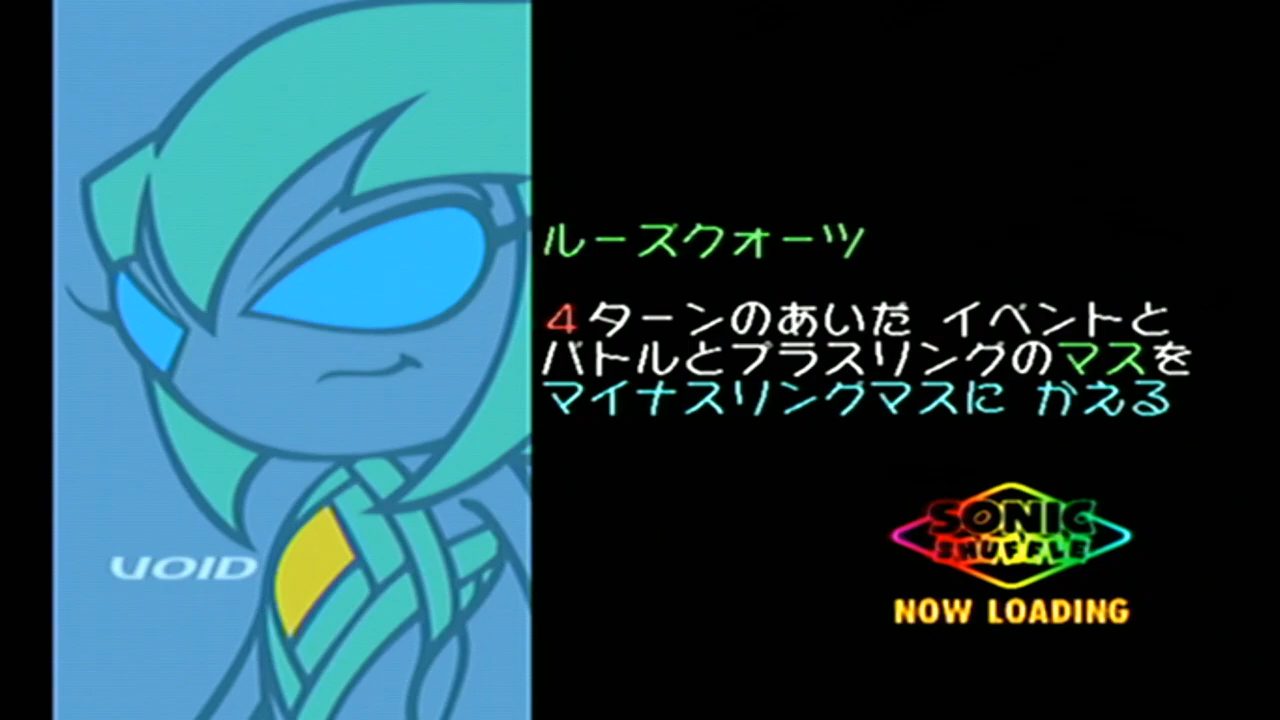 ルーズクォーツ
4ターンのあいだ イベントと
バトルとプラスリングのマスを
マイナスリングマスに かえる
VOID
SONIC
SHUFFLE
NOW LOADING